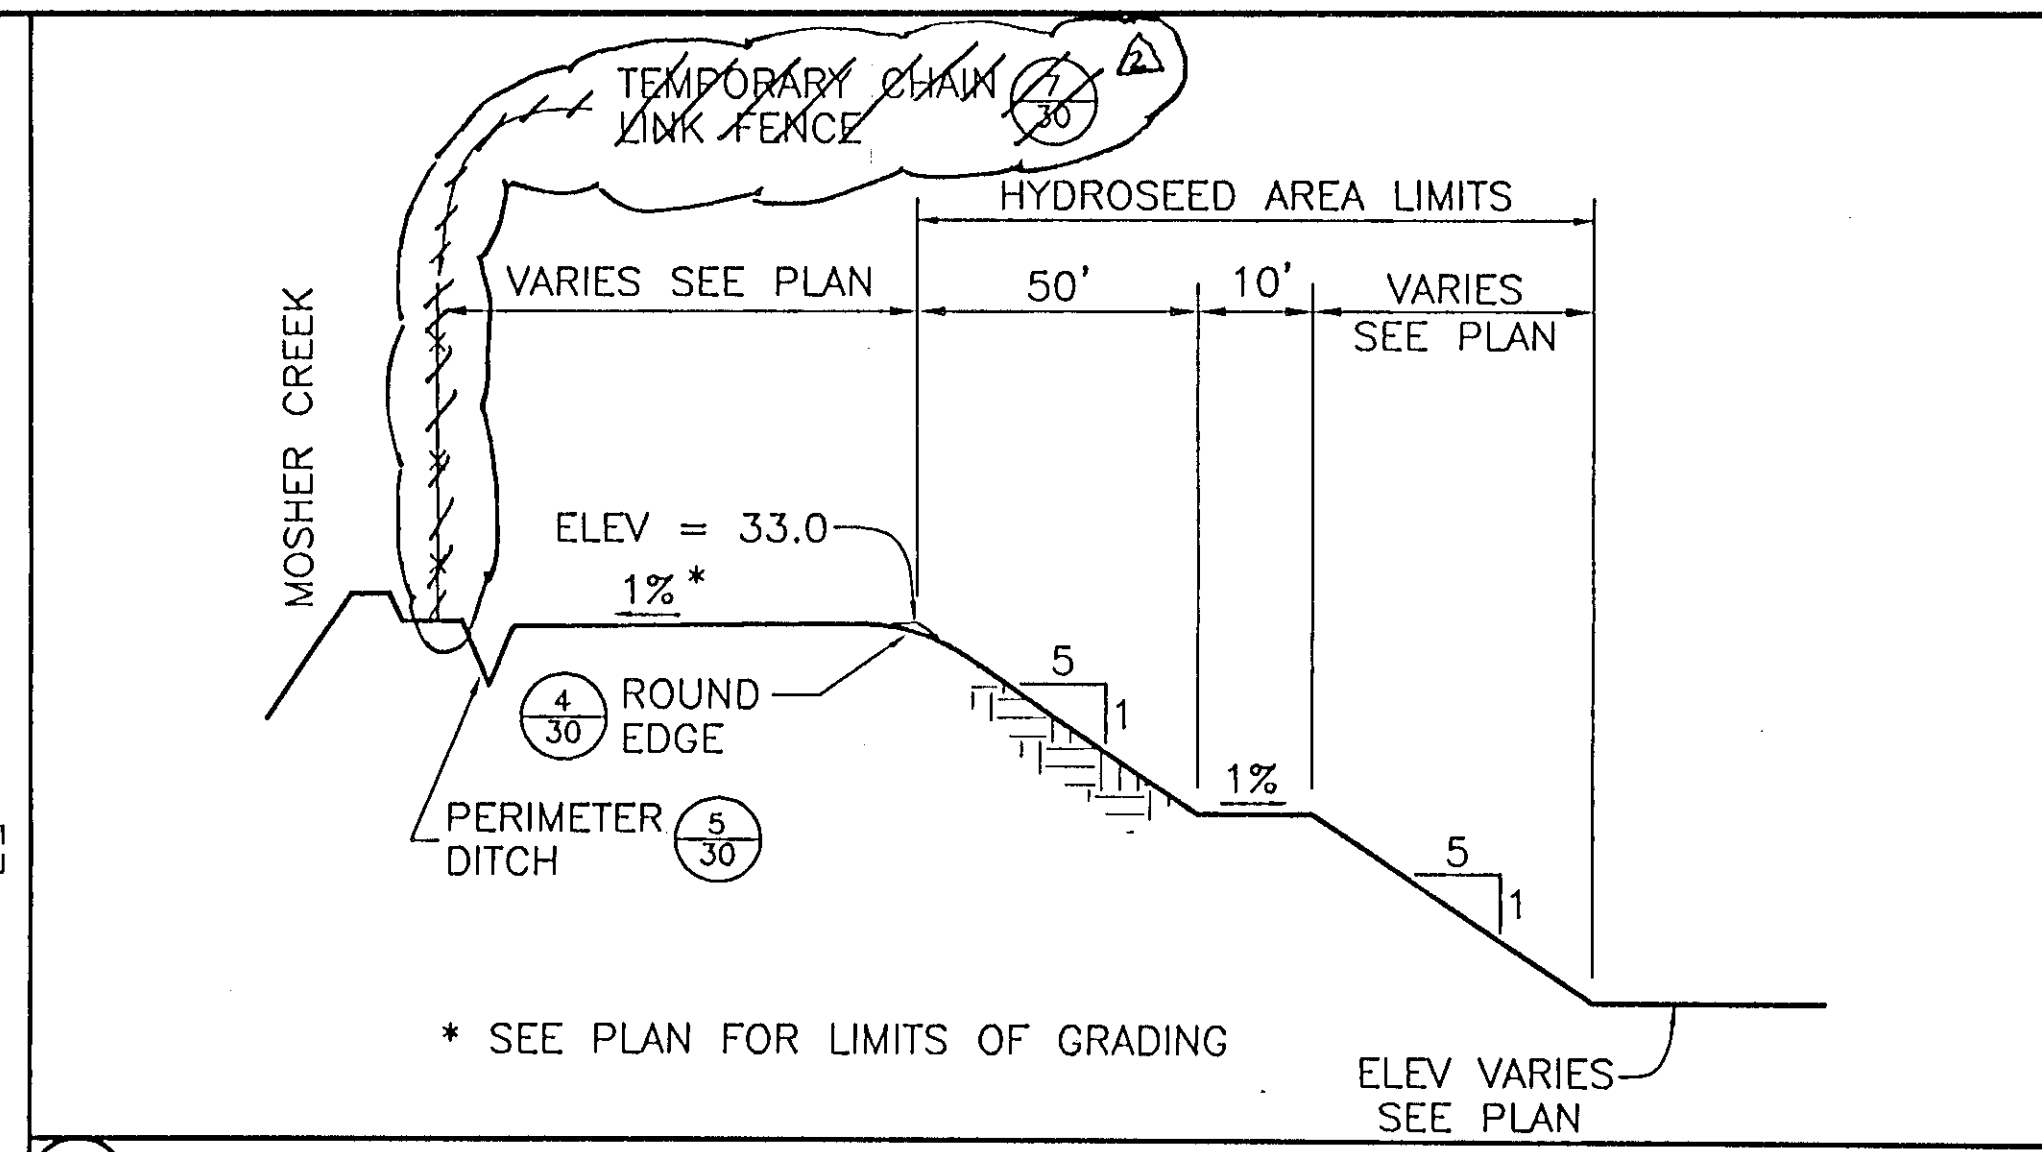 TEMPORARY CHAIN
LINK FENCE
7
30
2
HYDROSEED AREA LIMITS
VARIES SEE PLAN
50'
10'
VARIES
SEE PLAN
MOSHER CREEK
ELEV = 33.0
1% *
4
30
ROUND
EDGE
5
1
PERIMETER
DITCH
5
30
1%
5
1
* SEE PLAN FOR LIMITS OF GRADING
ELEV VARIES
SEE PLAN